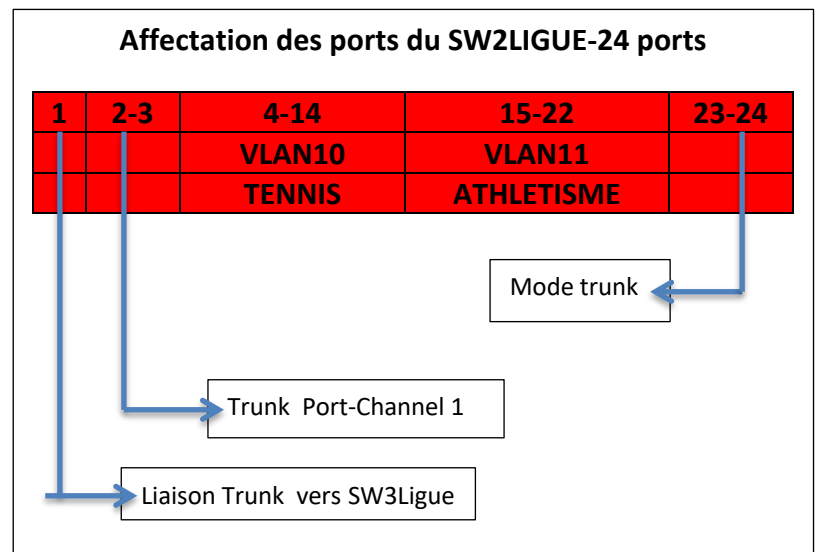 Affectation des ports du SW2LIGUE-24 ports
1 2-3 4-14 15-22 23-24
VLAN10 VLAN11
TENNIS ATHLETISME
Mode trunk
Trunk Port-Channel 1
Liaison Trunk vers SW3Ligue